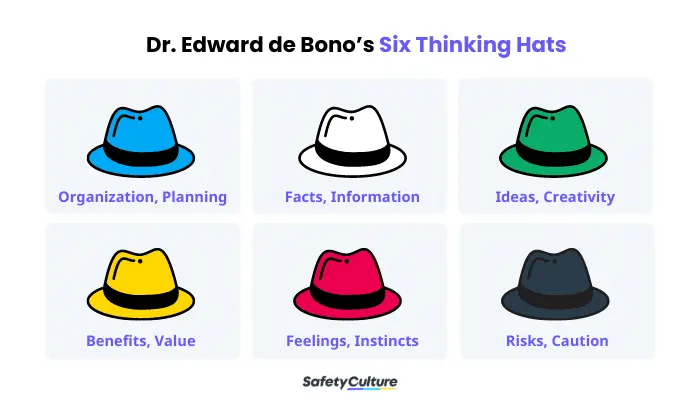 Dr. Edward de Bono’s Six Thinking Hats
Organization, Planning
Facts, Information
Ideas, Creativity
Benefits, Value
Feelings, Instincts
Risks, Caution
SafetyCulture